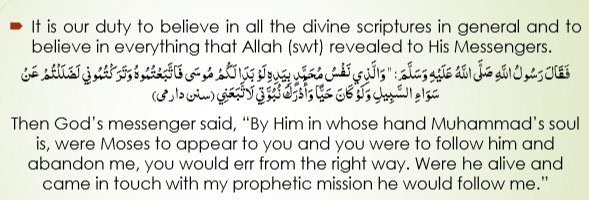 It is our duty to believe in all the divine scriptures in general and to
believe in everything that Allah (swt) revealed to His Messengers.
فَقَالَ رَسُولُ اللَّهِ صَلَّى اللَّهُ عَلَيْهِ وَسَلَّمَ: "وَالَّذِي نَفْسُ مُحَمَّدٍ بِيَدِهِ لَوْ بَدَا لَكُمْ مُوسَى فَاتَّبَعْتُمُوهُ وَتَرَكْتُمُونِي لَضَلَلْتُمْ عَنْ
سَوَاءِ السَّبِيلِ وَلَوْ كَانَ حَيًّا وَأَدْرَكَ نُبُوَّتِي لَاتَّبَعَنِي (سنن دارمی)
Then God's messenger said, “By Him in whose hand Muhammad's soul
is, were Moses to appear to you and you were to follow him and
abandon me, you would err from the right way. Were he alive and
came in touch with my prophetic mission he would follow me.”